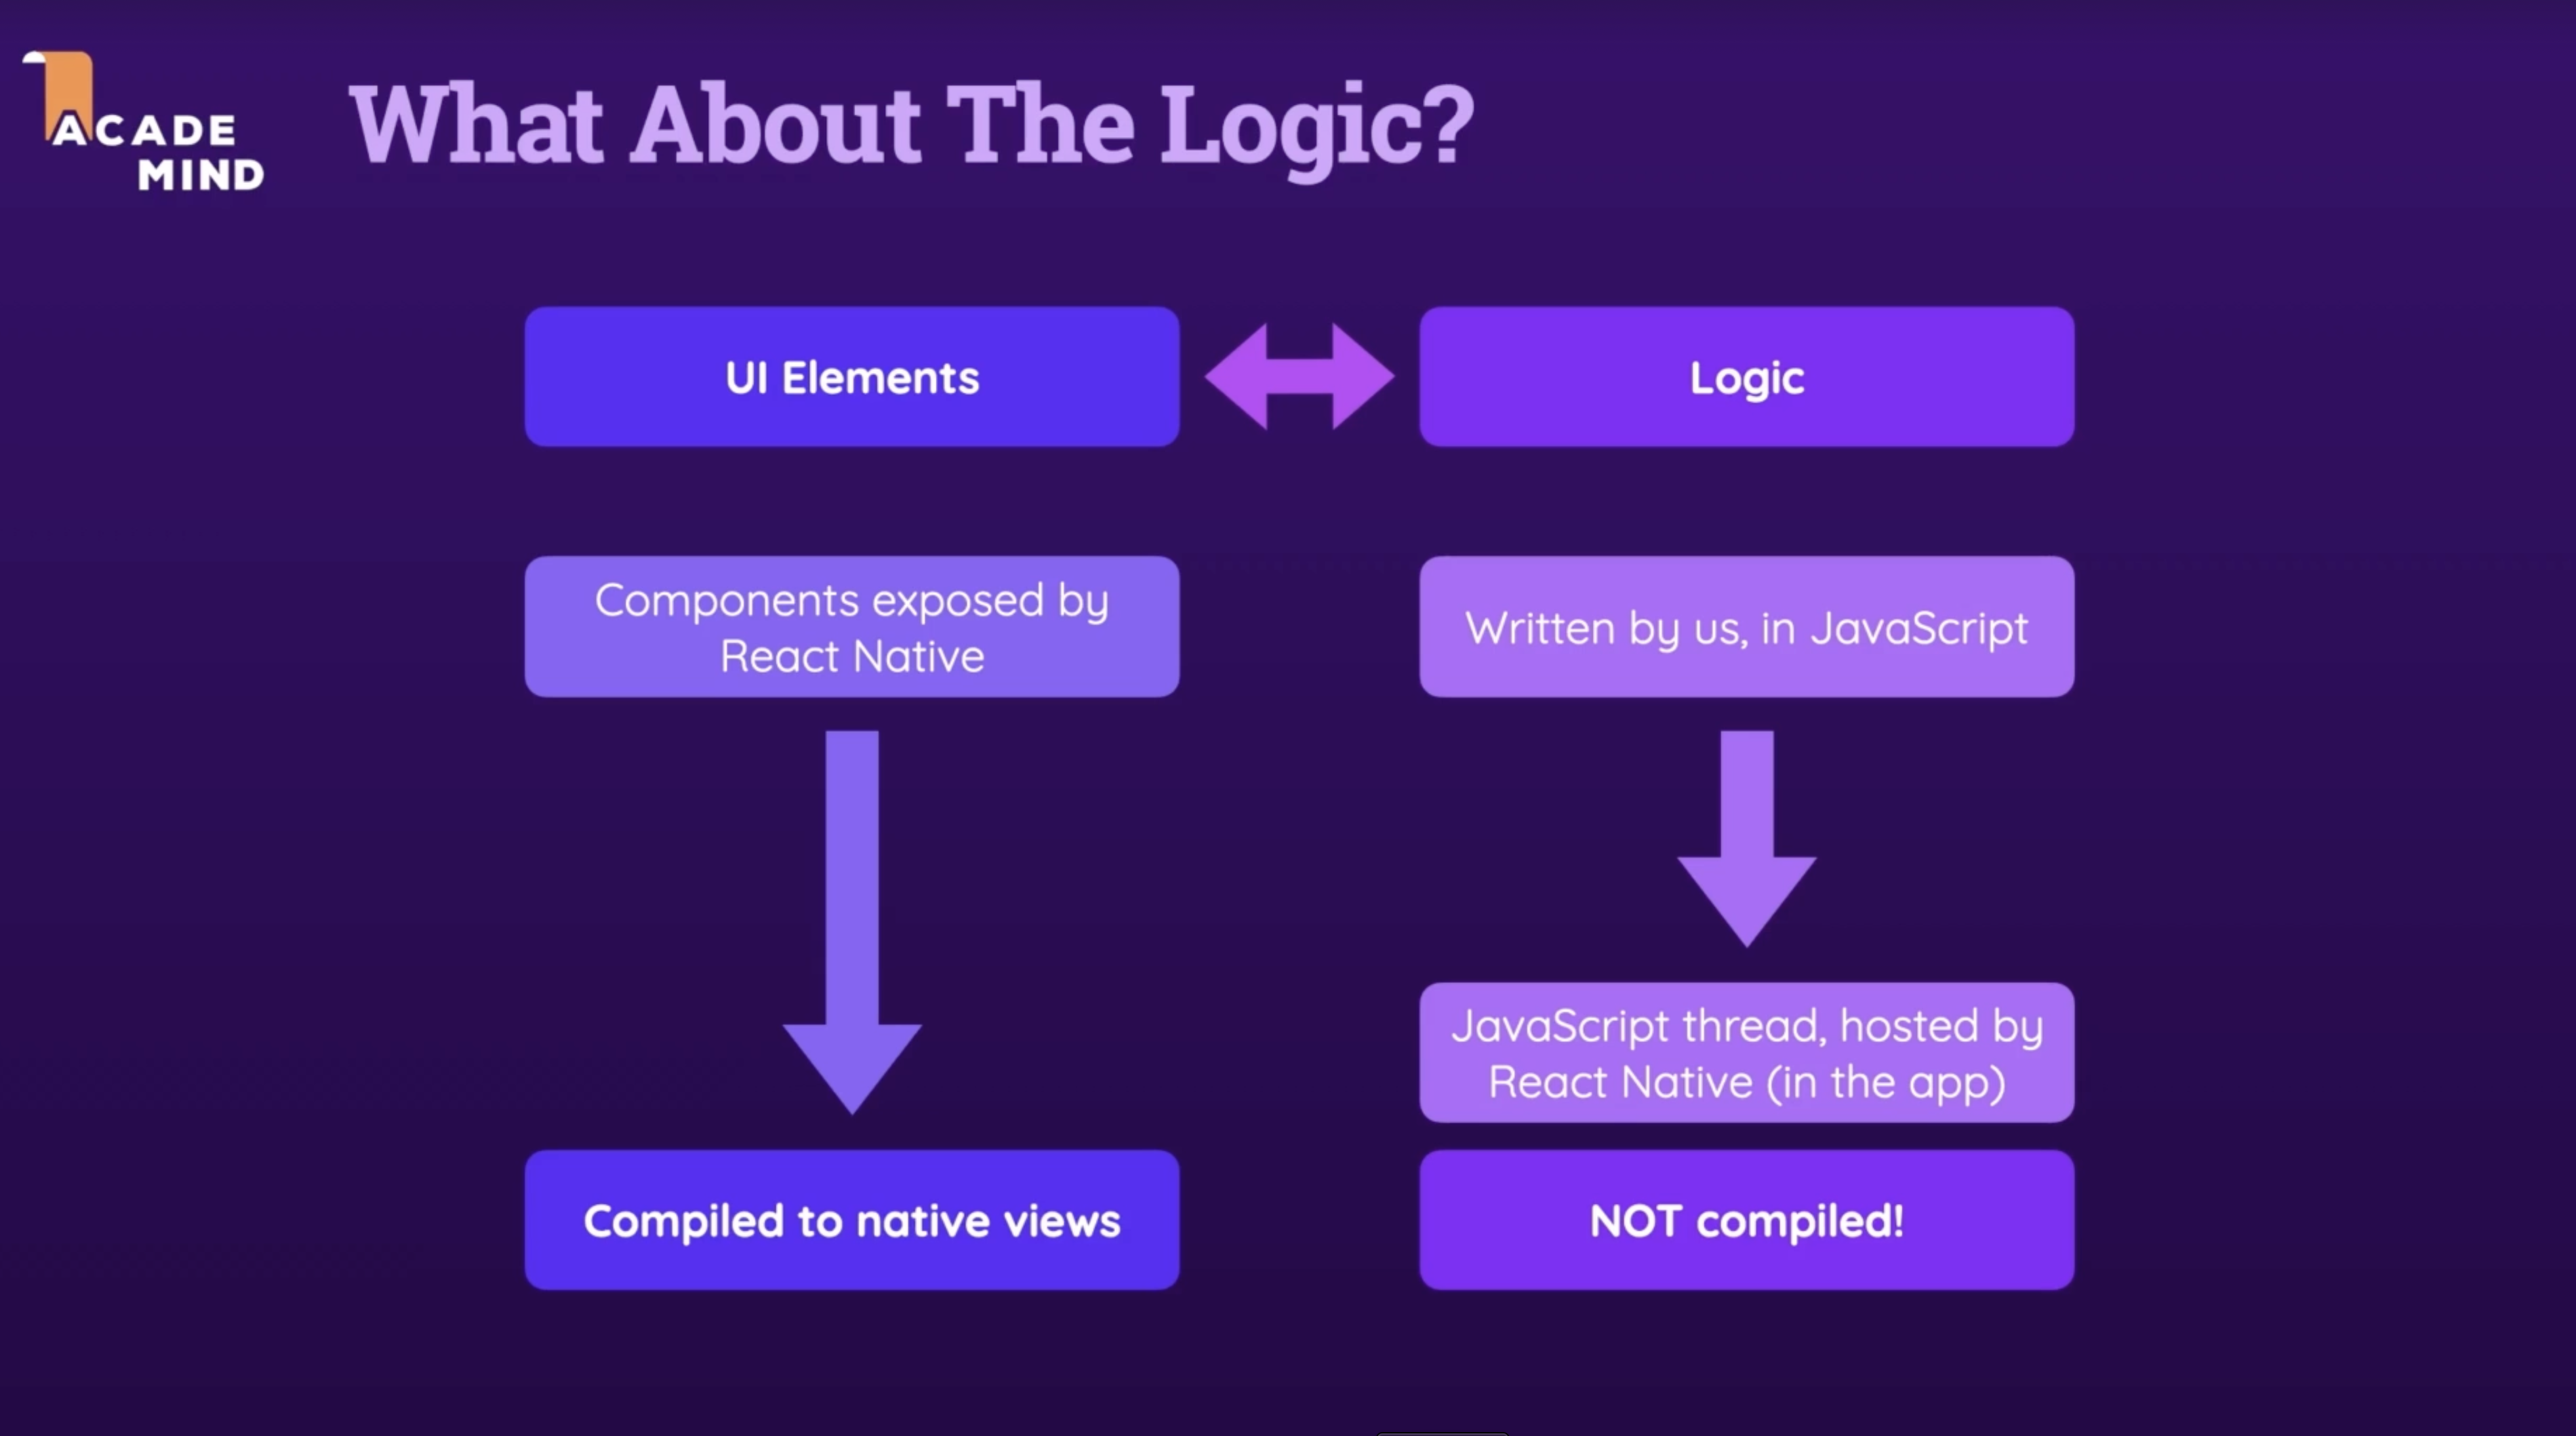 ACADE
MIND
What About The Logic?
UI Elements
Logic
Components exposed by
React Native
Written by us, in JavaScript
JavaScript thread, hosted by
React Native (in the app)
Compiled to native views
NOT compiled!